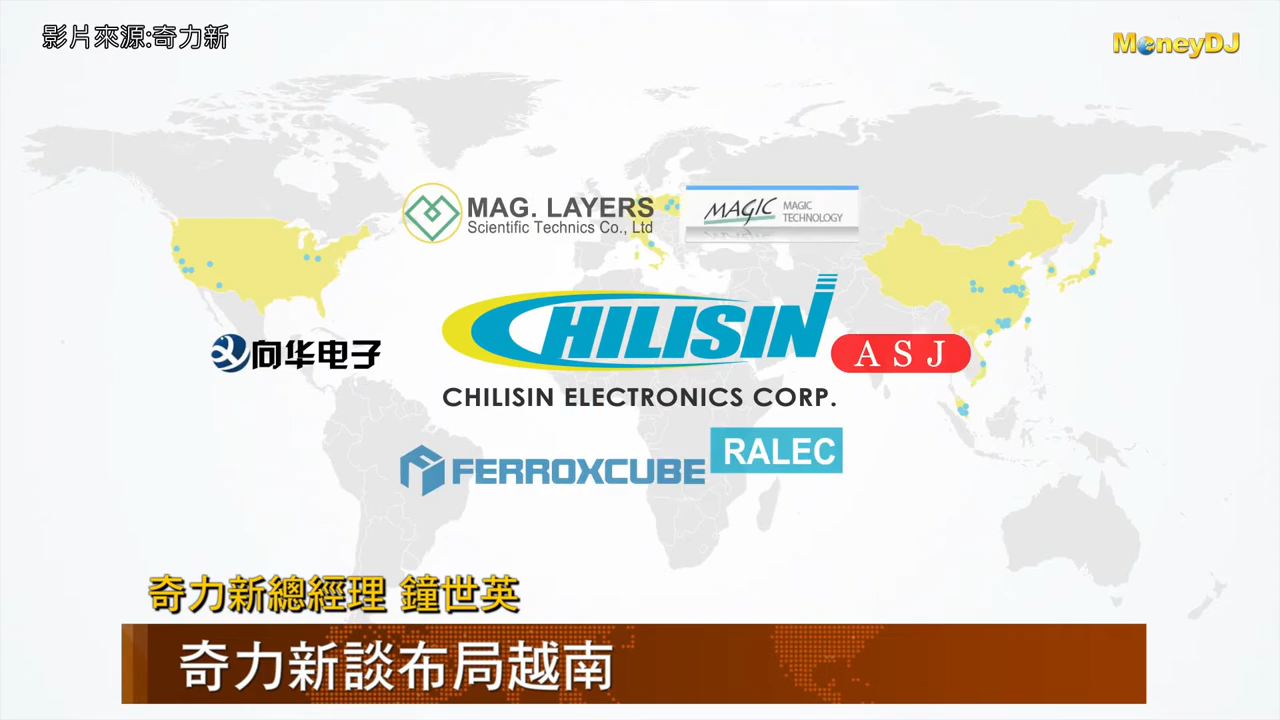 影片來源:奇力新
MoneyDJ
MAG. LAYERS
Scientific Technics Co., Ltd
MAGIC
MAGIC
TECHNOLOGY
CHILISIN
CHILISIN ELECTRONICS CORP.
向华电子
ASJ
FERROXCUBE
RALEC
奇力新總經理 鐘世英
奇力新談布局越南